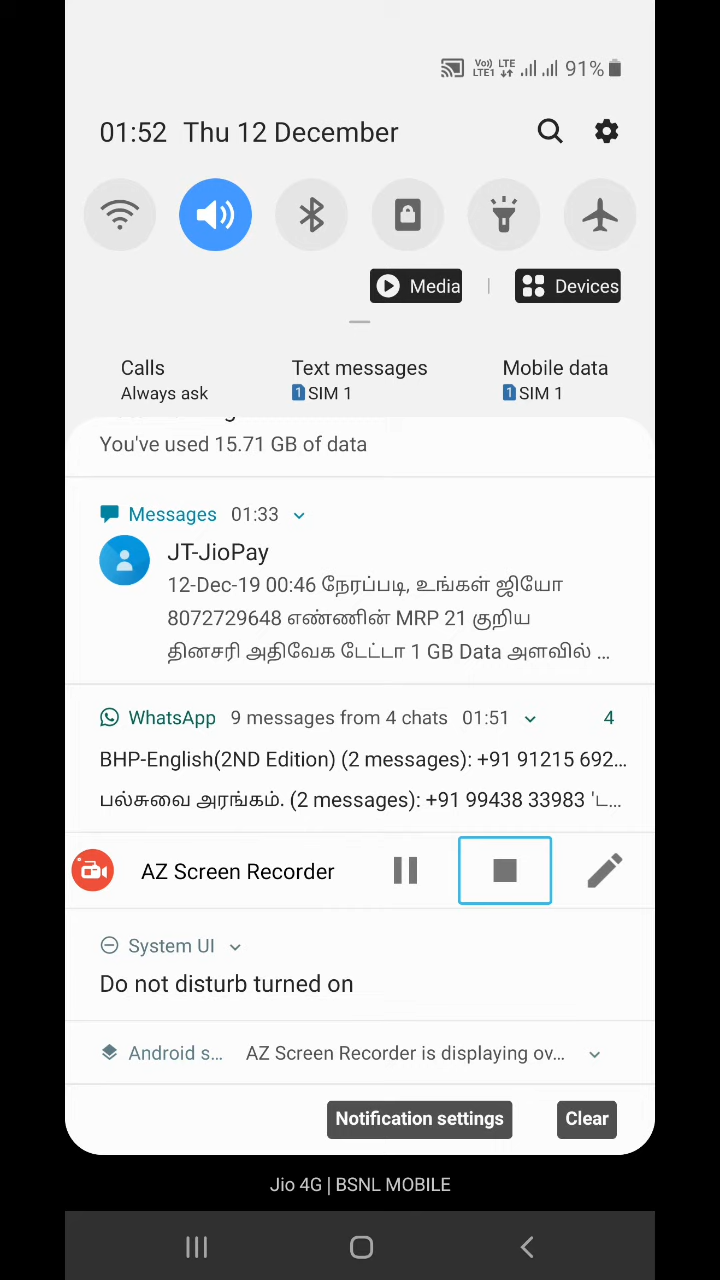 Vo)) LTE
LTE1
91%
01:52 Thu 12 December
Media | Devices
Calls
Always ask
Text messages
1 SIM 1
Mobile data
1 SIM 1
You've used 15.71 GB of data
Messages 01:33
JT-JioPay
12-Dec-19 00:46 நேரப்படி, உங்கள் ஜியோ
8072729648 எண்ணின் MRP 21 குறிய
தினசரி அதிவேக டேட்டா 1 GB Data அளவில் ...
WhatsApp 9 messages from 4 chats 01:51 4
BHP-English(2ND Edition) (2 messages): +91 91215 692...
பல்சுவை அரங்கம். (2 messages): +91 99438 33983 'ட...
AZ Screen Recorder
System UI
Do not disturb turned on
Android s... AZ Screen Recorder is displaying ov...
Notification settings Clear
Jio 4G | BSNL MOBILE